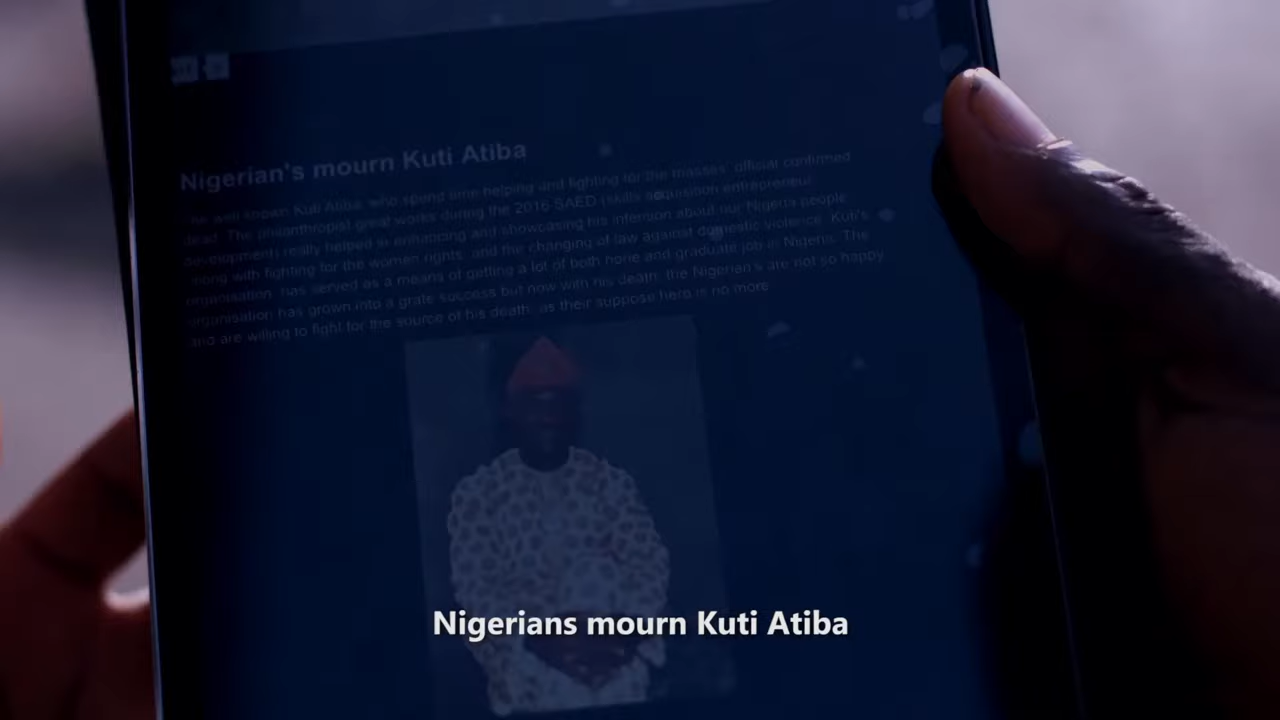 Nigerian's mourn Kuti Atiba
The well known Kuti Atiba, who spend time helping and fighting for the masses, official confirmed
dead. The philanthropist great works during the 2016 SAED (skills acquisition entrepreneur
development) really helped in enhancing and showcasing his intension about our Nigeria people
along with fighting for the women rights, and the changing of law against domestic violence. Kuti's
organisation, has served as a means of getting a lot of both and graduate job in Nigeria. The
organisation has grown into a grate success but now with his death, the Nigerian's are not so happy
and are willing to fight for the source of his death, as their suppose hero is no more
Nigerians mourn Kuti Atiba